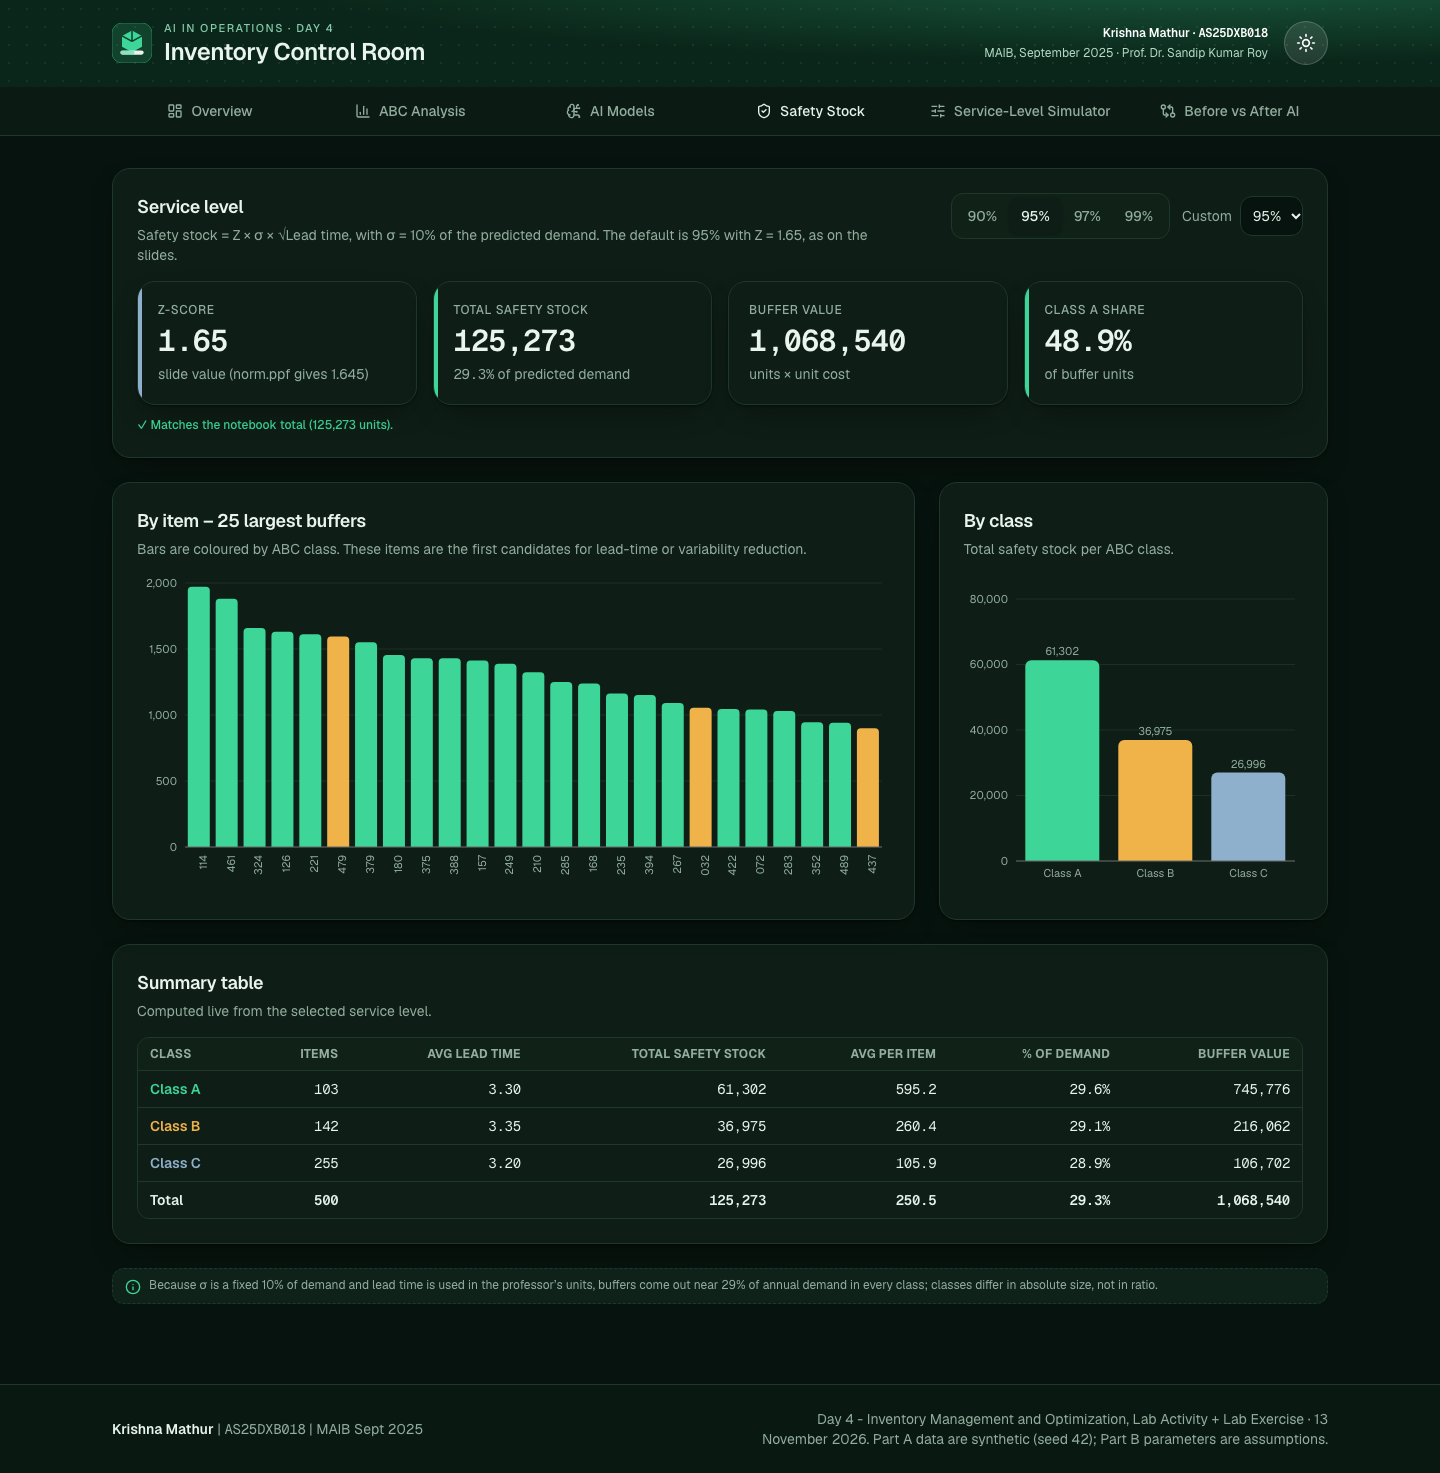 AI IN OPERATIONS · DAY 4
Inventory Control Room
Krishna Mathur · AS25DXB018
MAIB, September 2025 · Prof. Dr. Sandip Kumar Roy
Overview
ABC Analysis
AI Models
Safety Stock
Service-Level Simulator
Before vs After AI
Service level
Safety stock = Z × σ × √Lead time, with σ = 10% of the predicted demand. The default is 95% with Z = 1.65, as on the
slides.
90% 95% 97% 99% Custom 95%
Z-SCORE
1.65
slide value (norm.ppf gives 1.645)
TOTAL SAFETY STOCK
125,273
29.3% of predicted demand
BUFFER VALUE
1,068,540
units × unit cost
CLASS A SHARE
48.9%
of buffer units
✓ Matches the notebook total (125,273 units).
By item – 25 largest buffers
Bars are coloured by ABC class. These items are the first candidates for lead-time or variability reduction.
2,000
1,500
1,000
500
0
114 461 324 126 221 479 379 180 375 388 157 249 210 285 168 235 394 267 032 422 072 283 352 489 437
By class
Total safety stock per ABC class.
80,000
60,000
40,000
20,000
0
61,302
36,975
26,996
Class A Class B Class C
Summary table
Computed live from the selected service level.
CLASS ITEMS AVG LEAD TIME TOTAL SAFETY STOCK AVG PER ITEM % OF DEMAND BUFFER VALUE
Class A 103 3.30 61,302 595.2 29.6% 745,776
Class B 142 3.35 36,975 260.4 29.1% 216,062
Class C 255 3.20 26,996 105.9 28.9% 106,702
Total 500 125,273 250.5 29.3% 1,068,540
Because σ is a fixed 10% of demand and lead time is used in the professor's units, buffers come out near 29% of annual demand in every class; classes differ in absolute size, not in ratio.
Krishna Mathur | AS25DXB018 | MAIB Sept 2025
Day 4 - Inventory Management and Optimization, Lab Activity + Lab Exercise · 13
November 2026. Part A data are synthetic (seed 42); Part B parameters are assumptions.